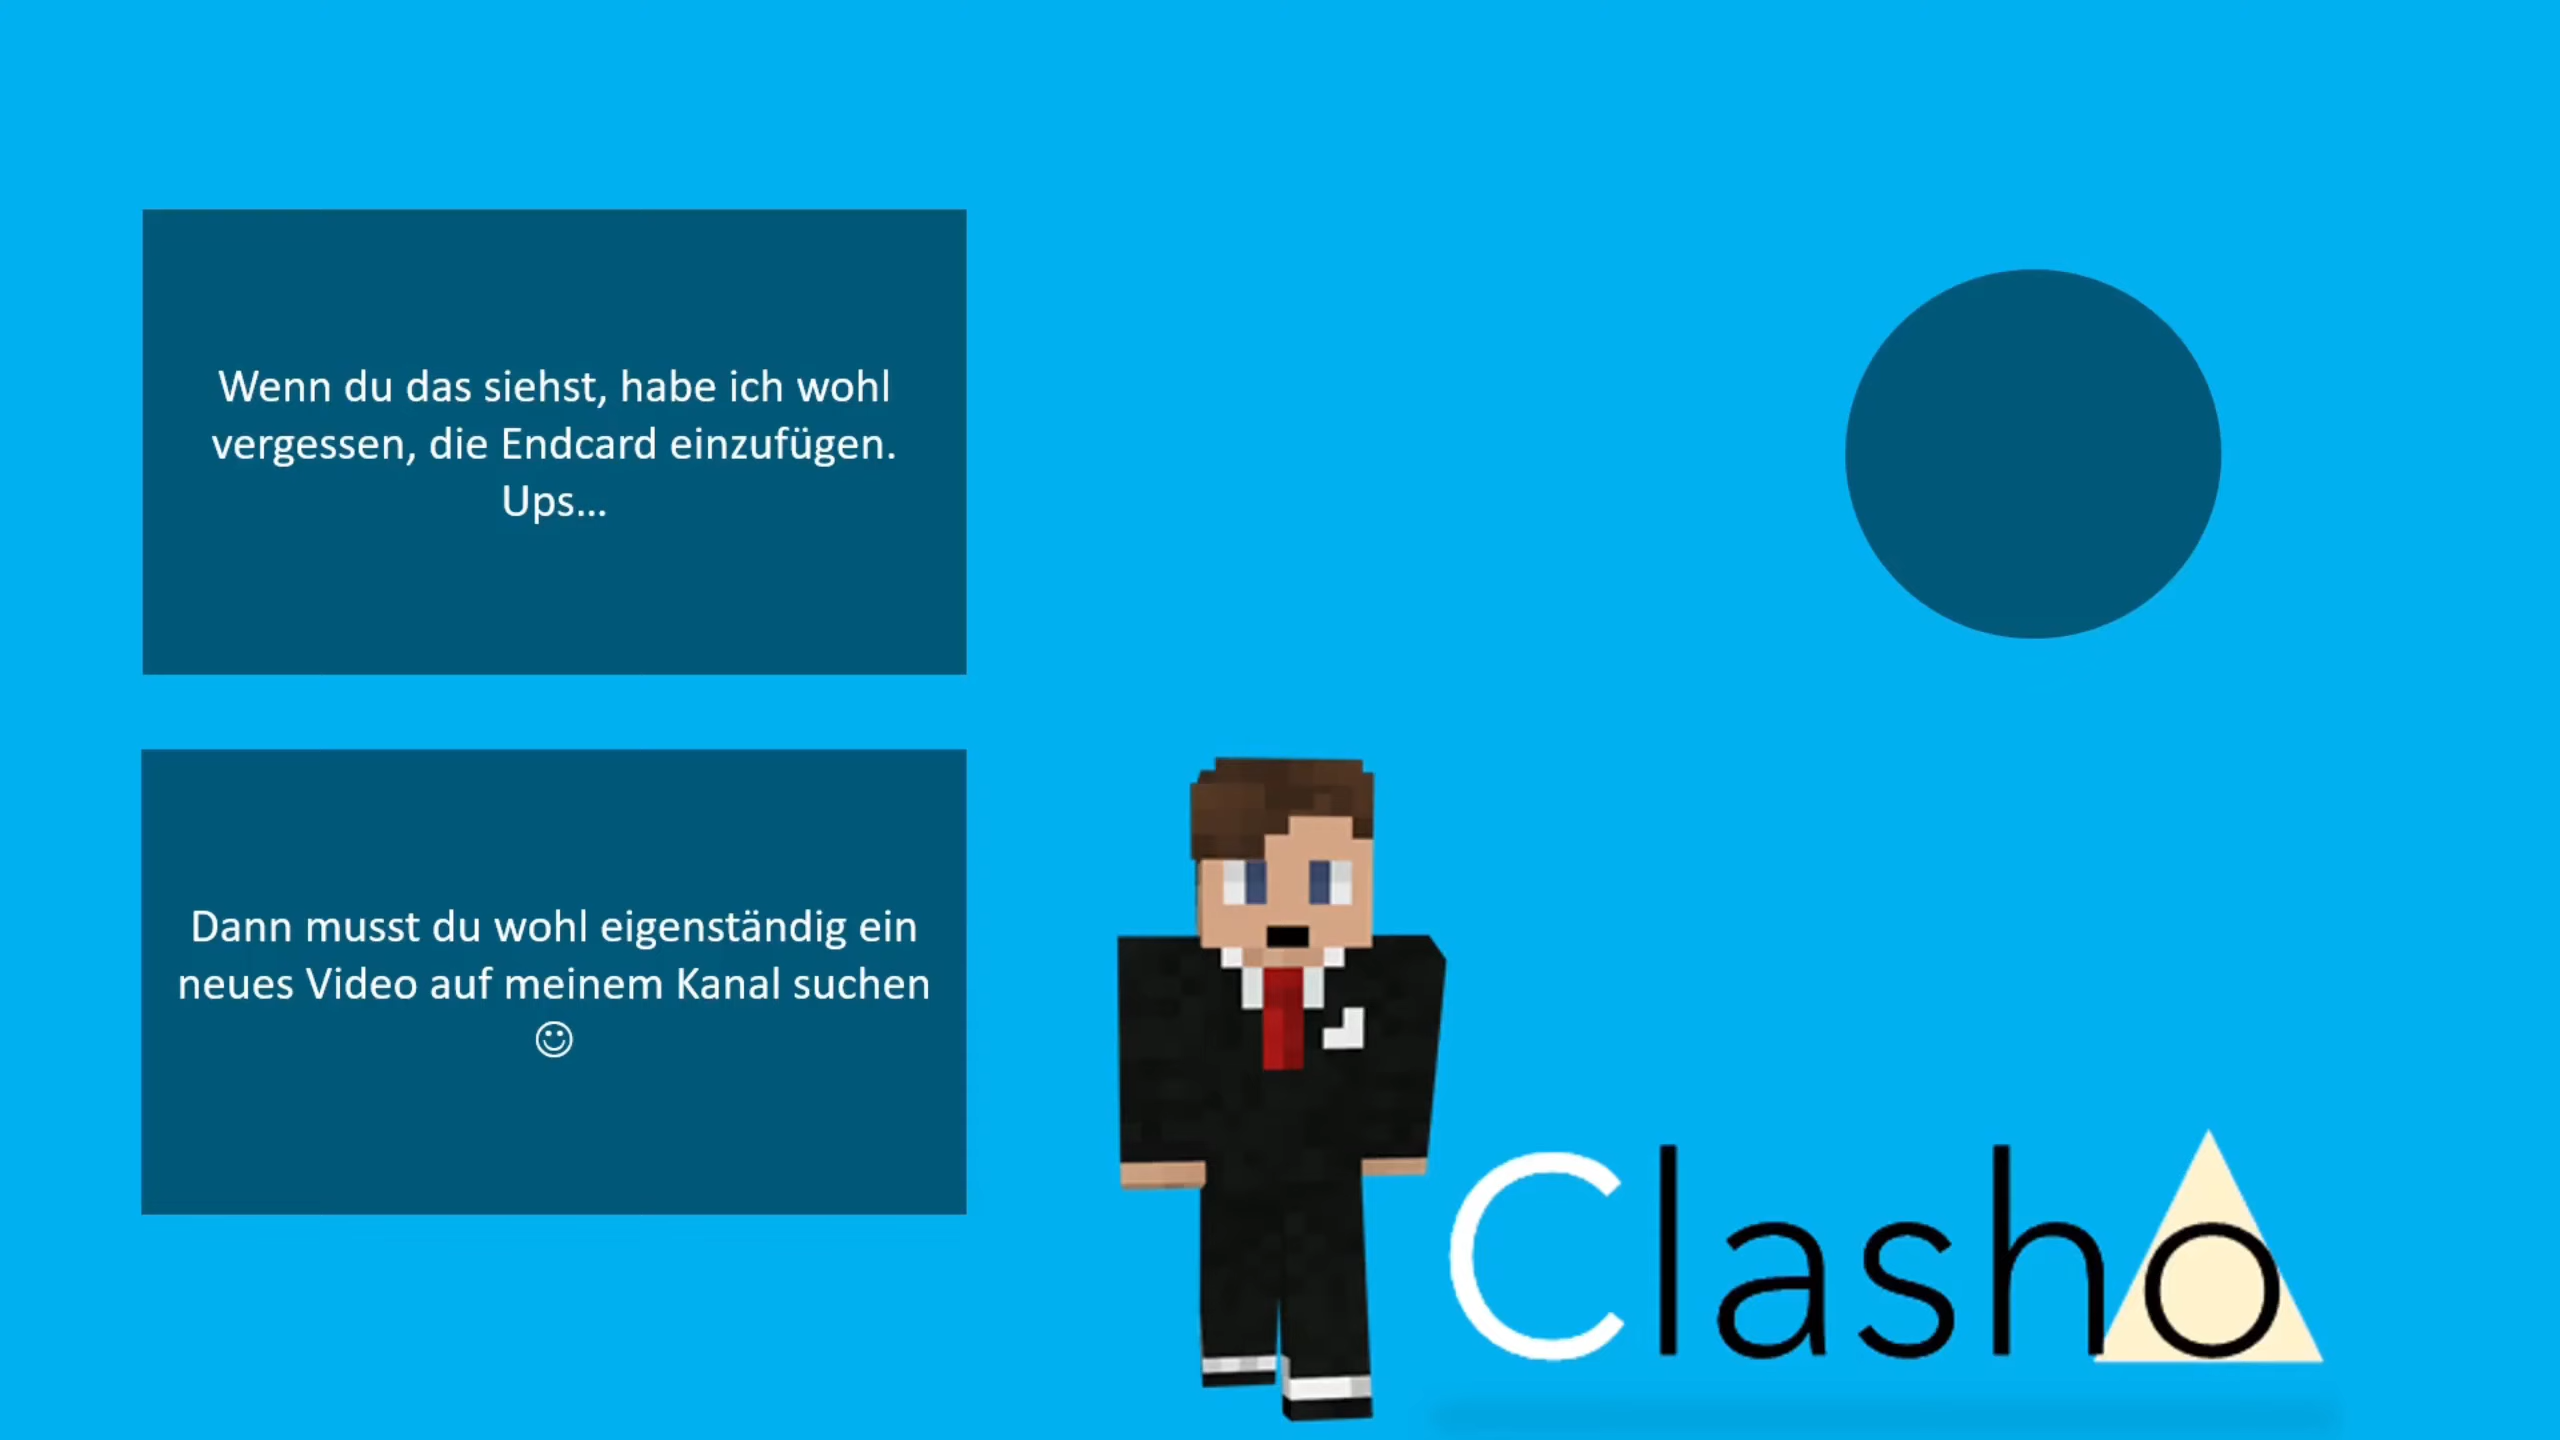 Wenn du das siehst, habe ich wohl
vergessen, die Endcard einzufügen.
Ups...
Dann musst du wohl eigenständig ein
neues Video auf meinem Kanal suchen
☺
Clasho